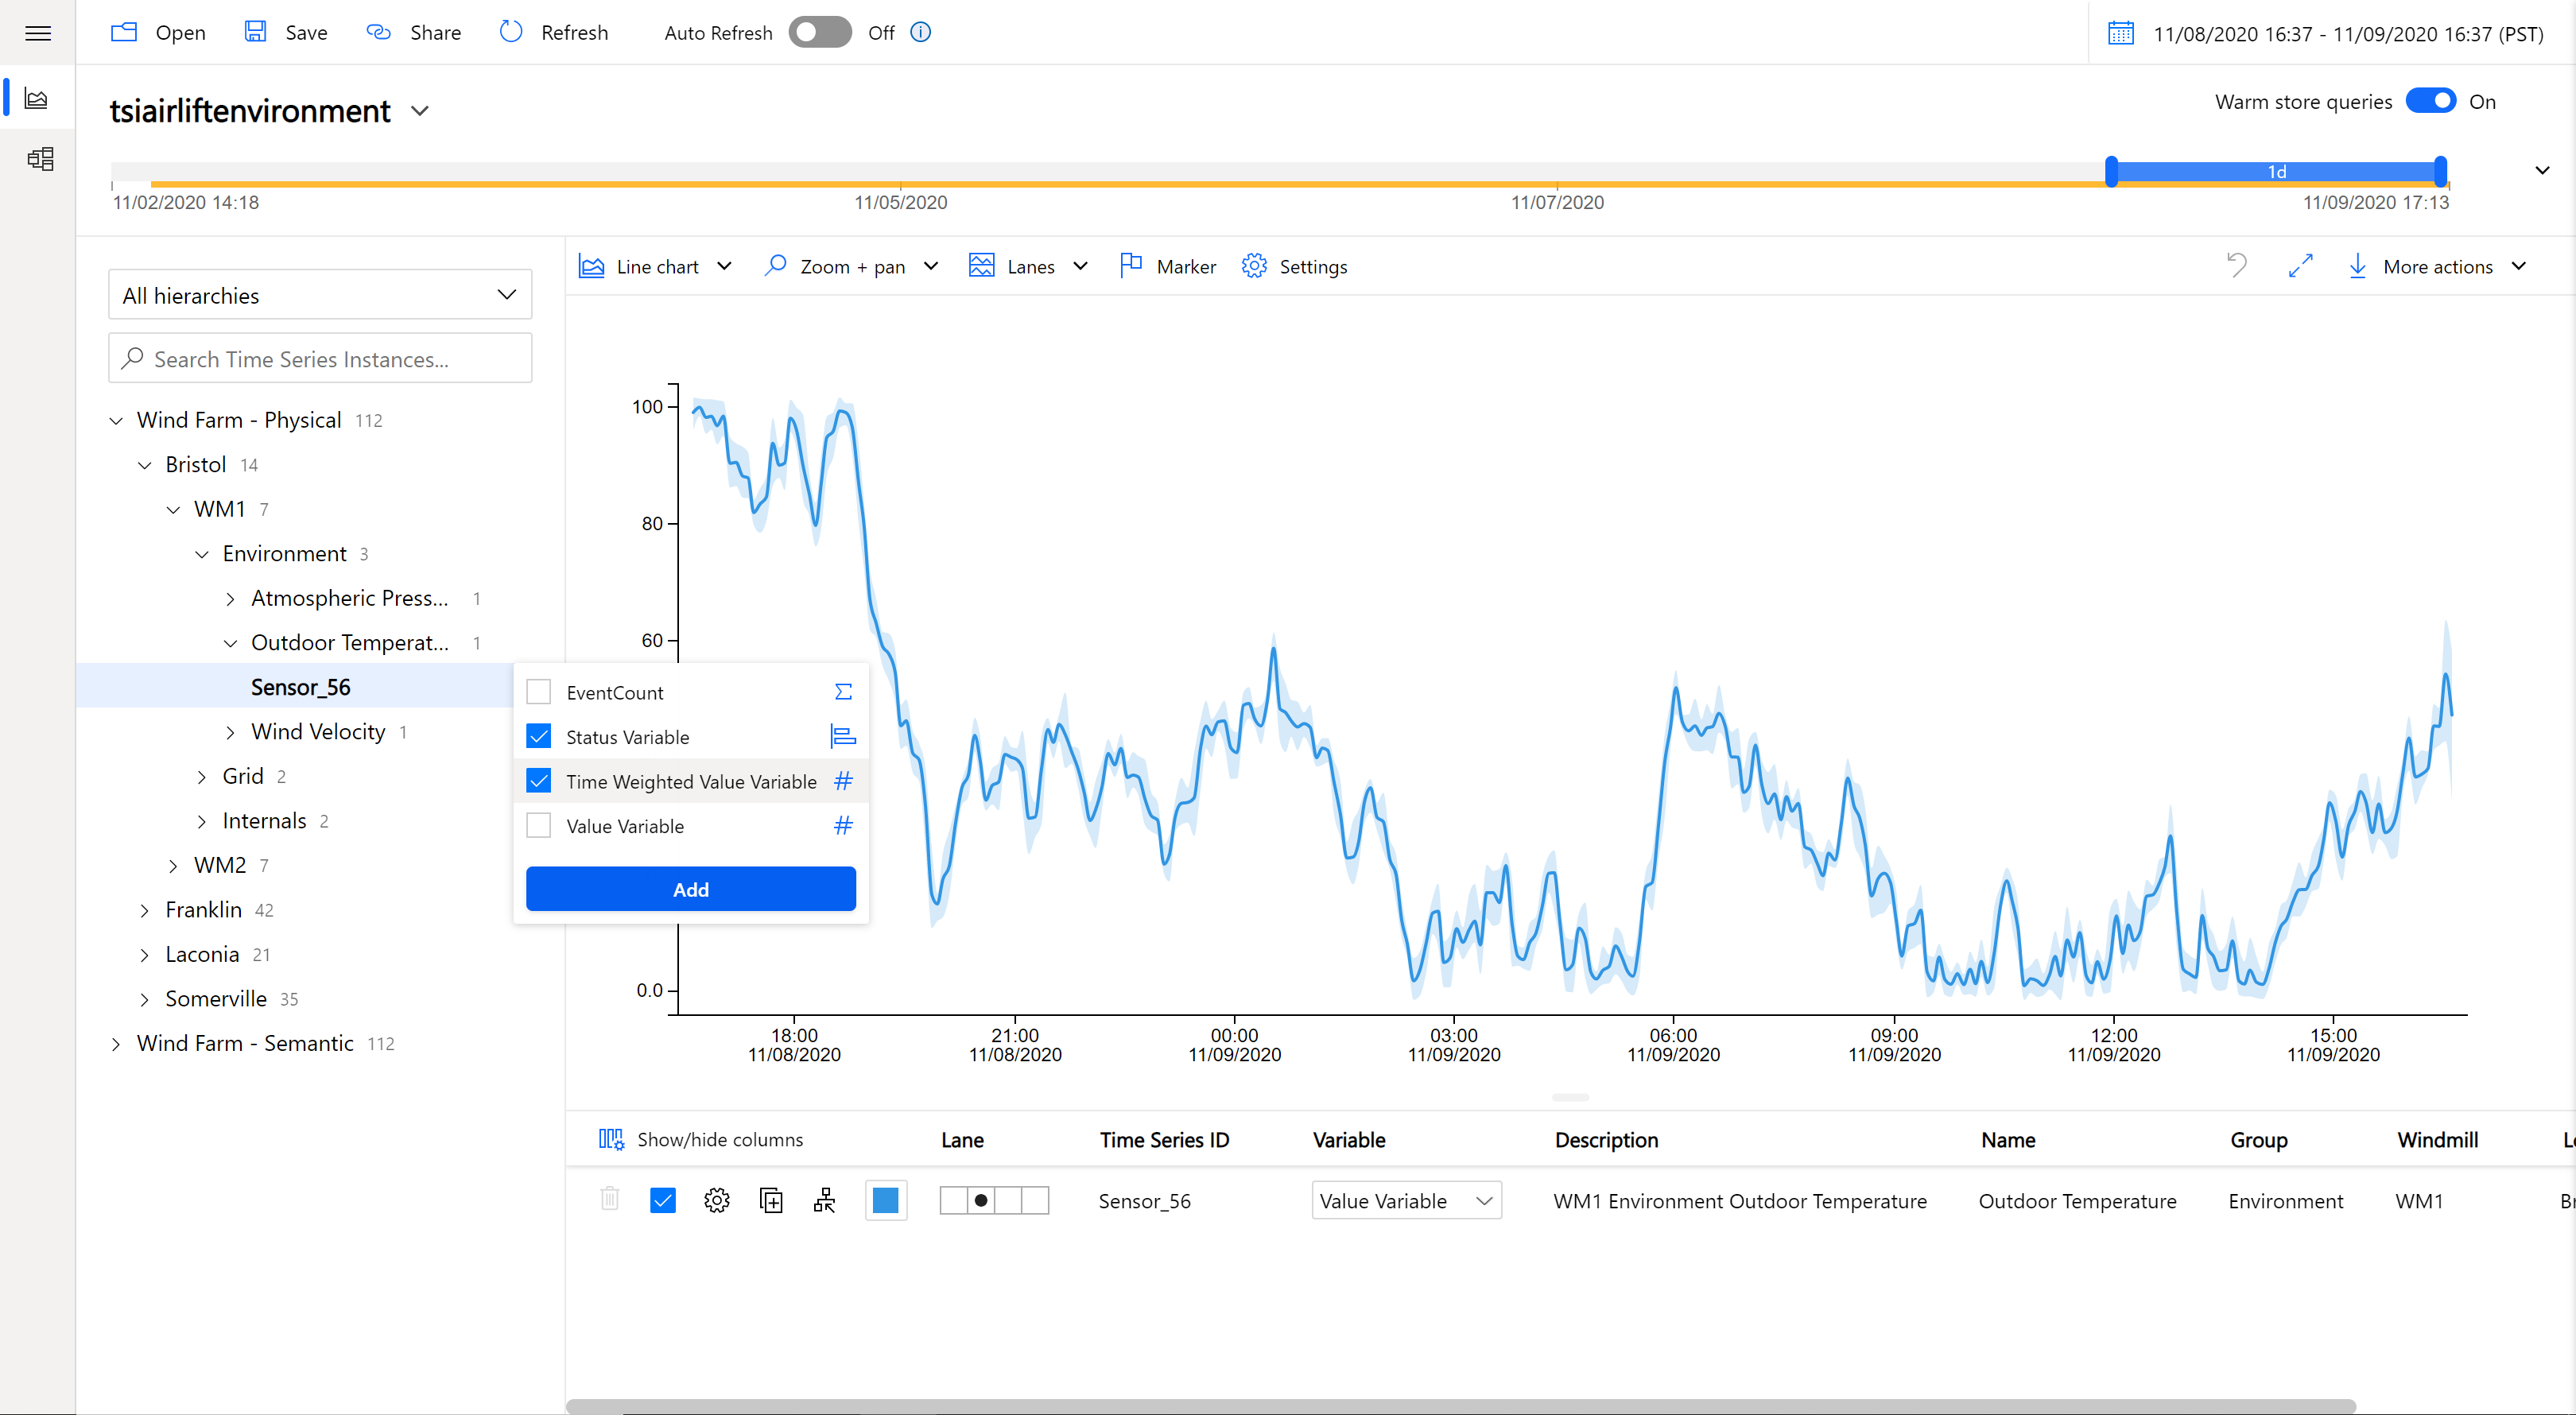 Open Save Share Refresh Auto Refresh Off 11/08/2020 16:37 - 11/09/2020 16:37 (PST)
tsiairliftenvironment
Warm store queries On
1d
11/02/2020 14:18 11/05/2020 11/07/2020 11/09/2020 17:13
All hierarchies
Search Time Series Instances...
Wind Farm - Physical 112
Bristol 14
WM1 7
Environment 3
Atmospheric Press... 1
Outdoor Temperat... 1
Sensor_56
Wind Velocity 1
Grid 2
Internals 2
WM2 7
Franklin 42
Laconia 21
Somerville 35
Wind Farm - Semantic 112
Line chart Zoom + pan Lanes Marker Settings More actions
100
80
60
0.0
EventCount
Status Variable
Time Weighted Value Variable #
Value Variable #
Add
18:00 21:00 00:00 03:00 06:00 09:00 12:00 15:00
11/08/2020 11/08/2020 11/09/2020 11/09/2020 11/09/2020 11/09/2020 11/09/2020 11/09/2020
Show/hide columns Lane Time Series ID Variable Description Name Group Windmill
Sensor_56 Value Variable WM1 Environment Outdoor Temperature Outdoor Temperature Environment WM1